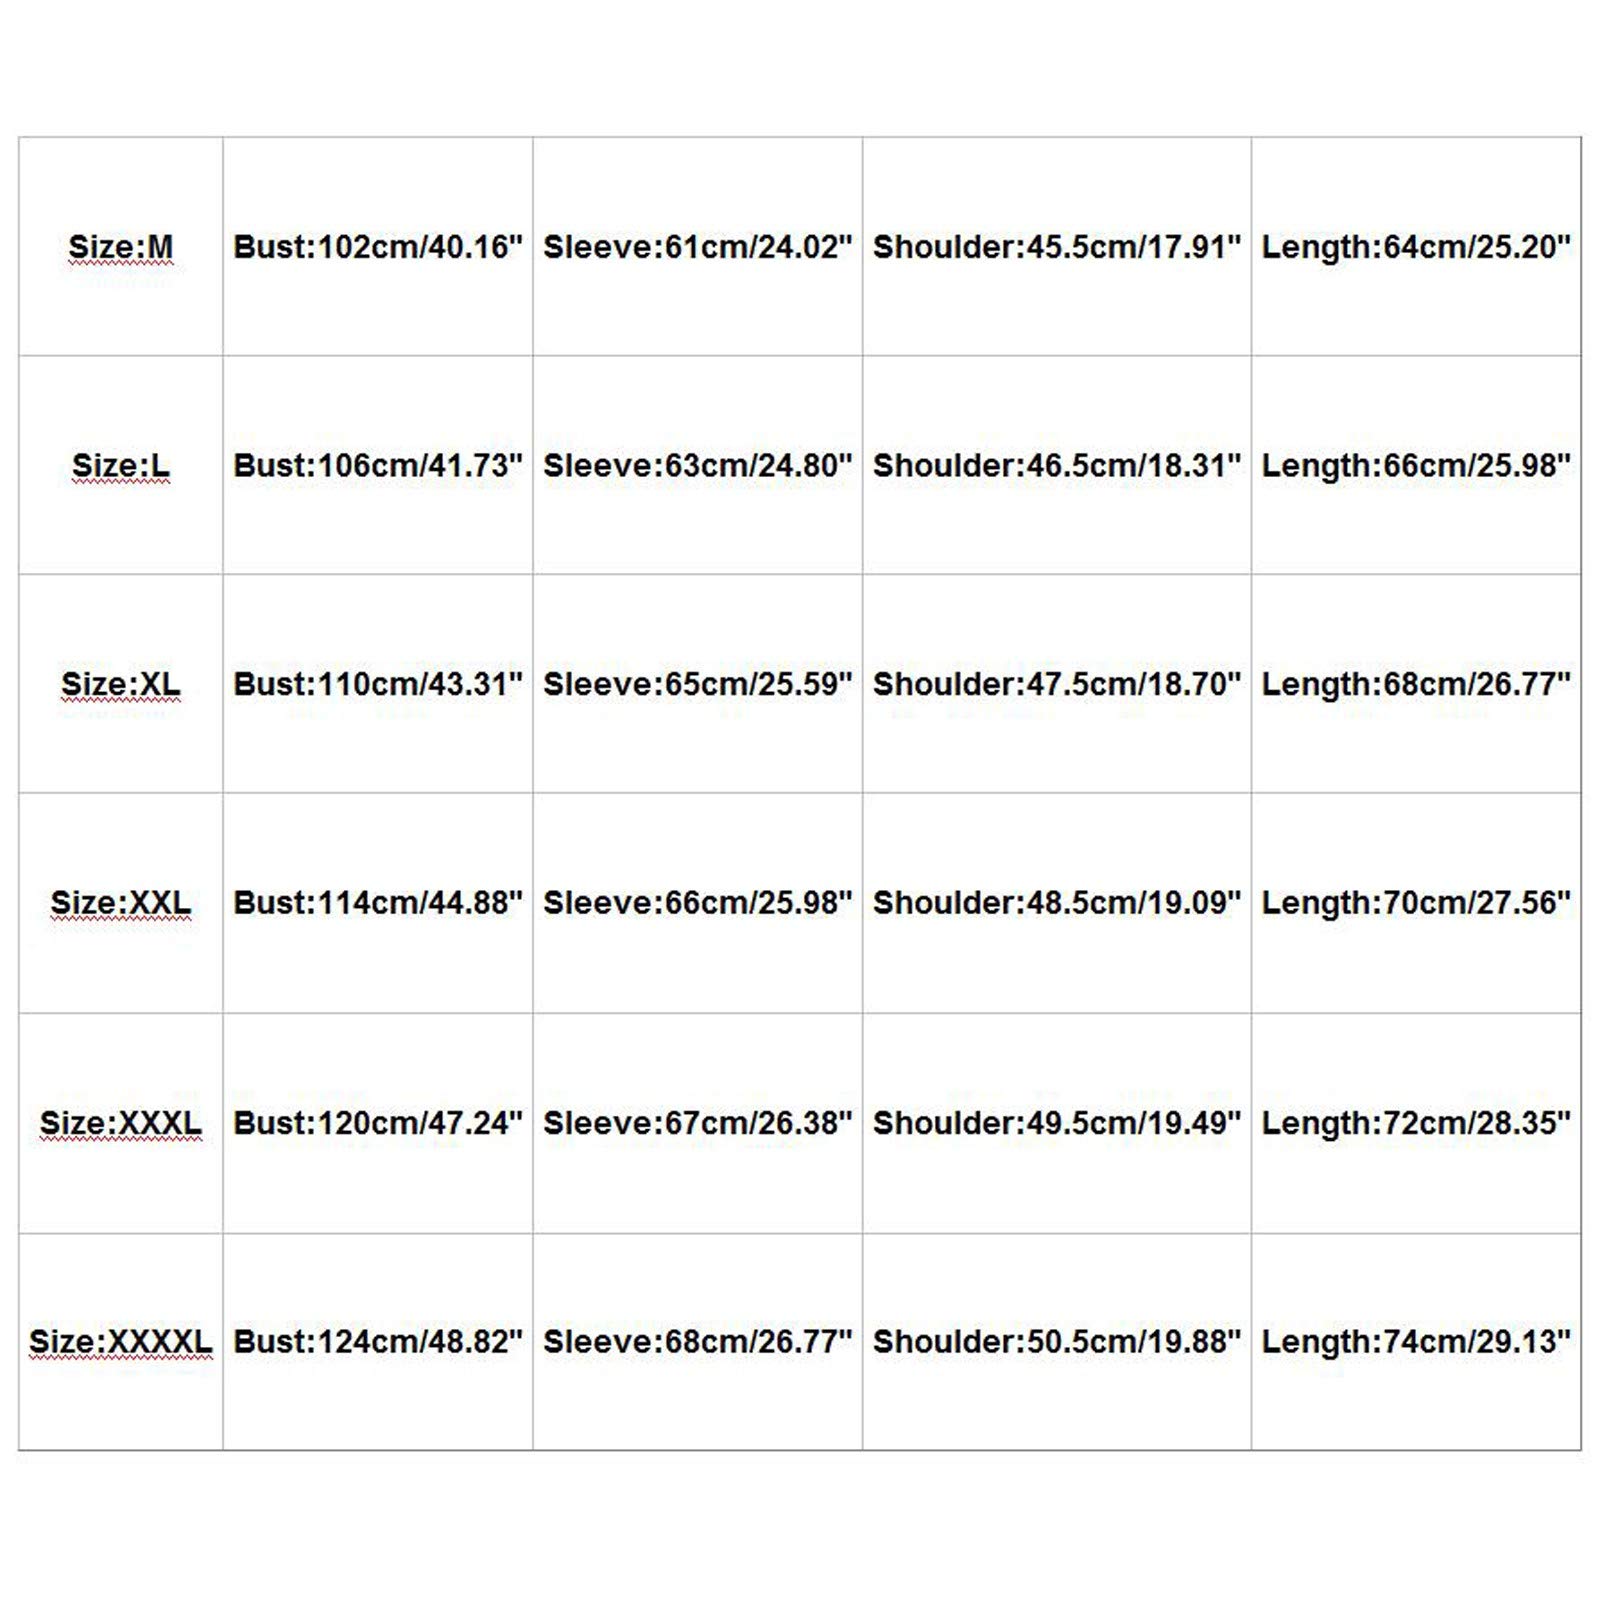 Size:M Bust:102cm/40.16" Sleeve:61cm/24.02" Shoulder:45.5cm/17.91" Length:64cm/25.20"
Size:L Bust:106cm/41.73" Sleeve:63cm/24.80" Shoulder:46.5cm/18.31" Length:66cm/25.98"
Size:XL Bust:110cm/43.31" Sleeve:65cm/25.59" Shoulder:47.5cm/18.70" Length:68cm/26.77"
Size:XXL Bust:114cm/44.88" Sleeve:66cm/25.98" Shoulder:48.5cm/19.09" Length:70cm/27.56"
Size:XXXL Bust:120cm/47.24" Sleeve:67cm/26.38" Shoulder:49.5cm/19.49" Length:72cm/28.35"
Size:XXXXL Bust:124cm/48.82" Sleeve:68cm/26.77" Shoulder:50.5cm/19.88" Length:74cm/29.13"